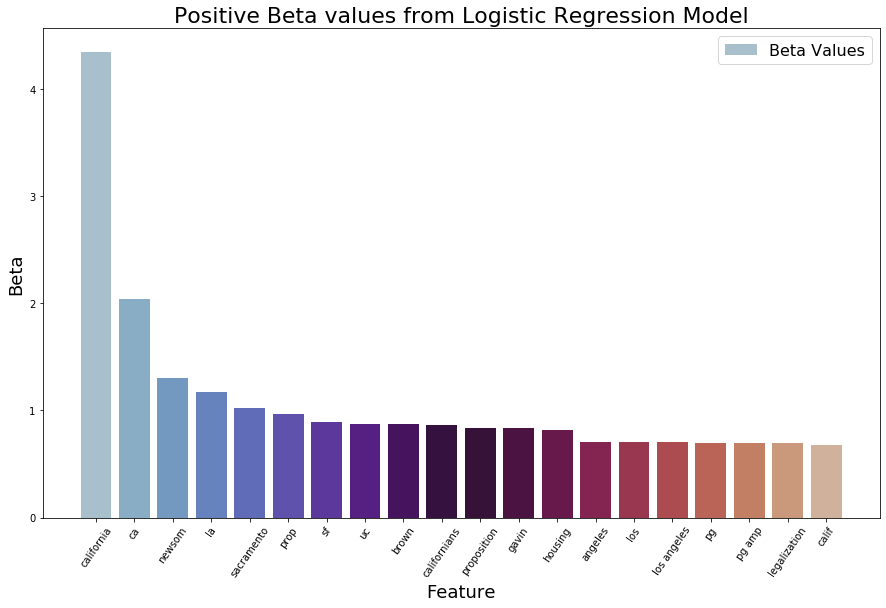 Positive Beta values from Logistic Regression Model
Beta Values
Beta
4
3
2
1
0
california
ca
newsom
la
sacramento
prop
sf
uc
brown
californians
proposition
gavin
housing
angeles
los
los angeles
pg
pg amp
legalization
calif
Feature